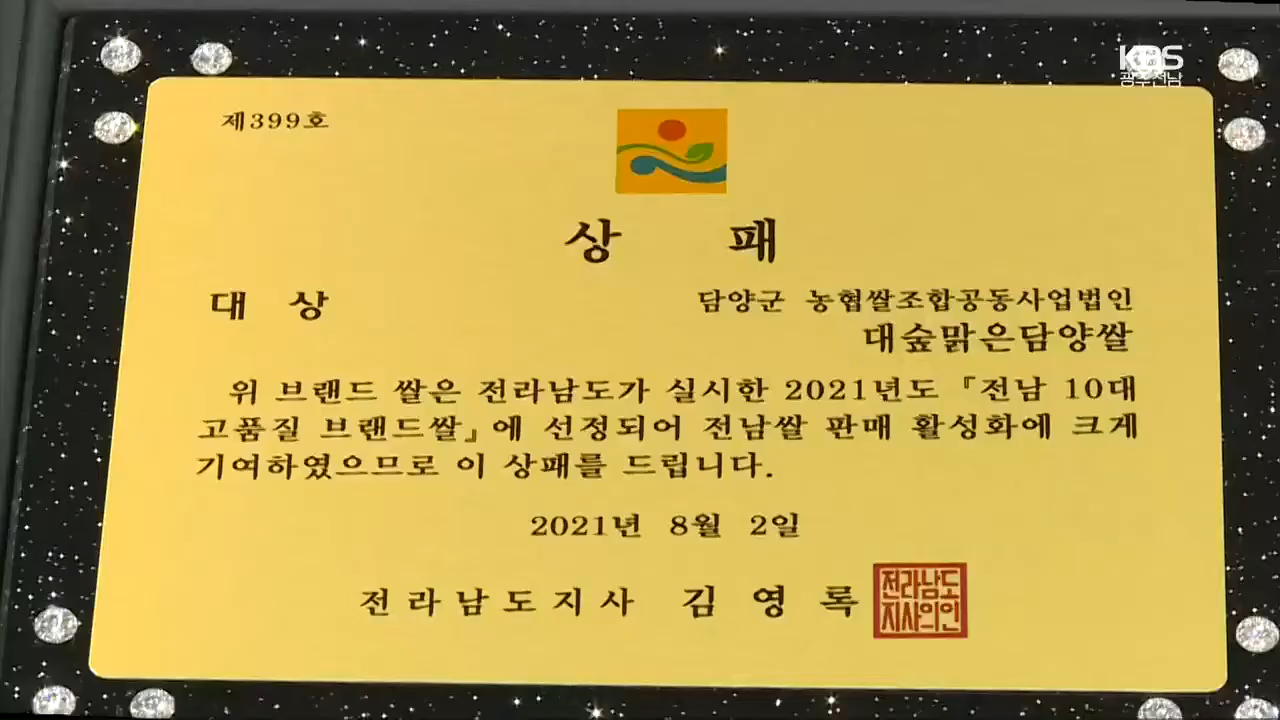 KBS
광주전남
제399호
상 패
대 상
담양군 농협쌀조합공동사업법인
대숲맑은담양쌀
위 브랜드 쌀은 전라남도가 실시한 2021년도 『전남 10대
고품질 브랜드쌀』에 선정되어 전남쌀 판매 활성화에 크게
기여하였으므로 이 상패를 드립니다.
2021년 8월 2일
전라남도지사 김 영 록
전라남도
지사의인